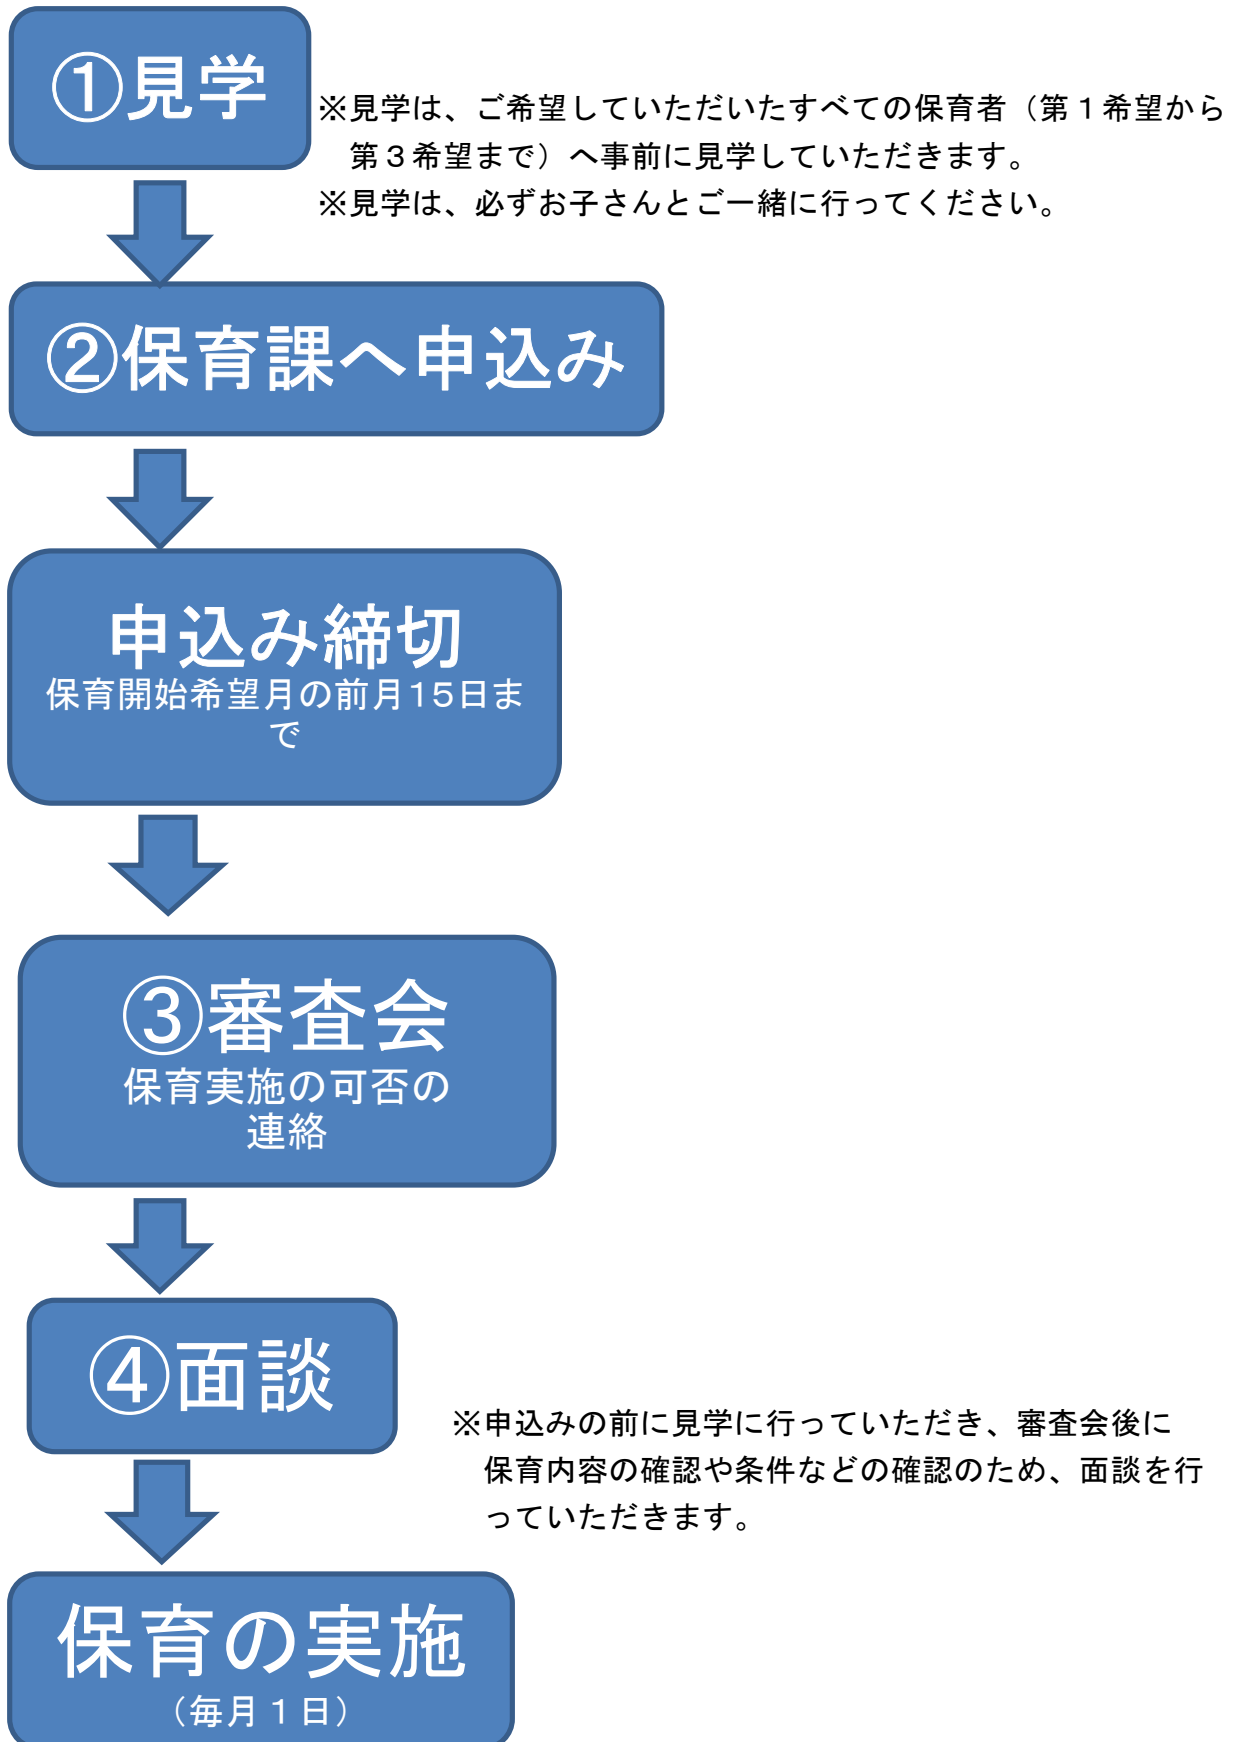 ①見学
※見学は、ご希望していただいたすべての保育者（第１希望から
第３希望まで）へ事前に見学していただきます。
※見学は、必ずお子さんとご一緒に行ってください。
②保育課へ申込み
申込み締切
保育開始希望月の前月15日ま
で
③審査会
保育実施の可否の
連絡
④面談
※申込みの前に見学に行っていただき、審査会後に
保育内容の確認や条件などの確認のため、面談を行
っていただきます。
保育の実施
（毎月１日）